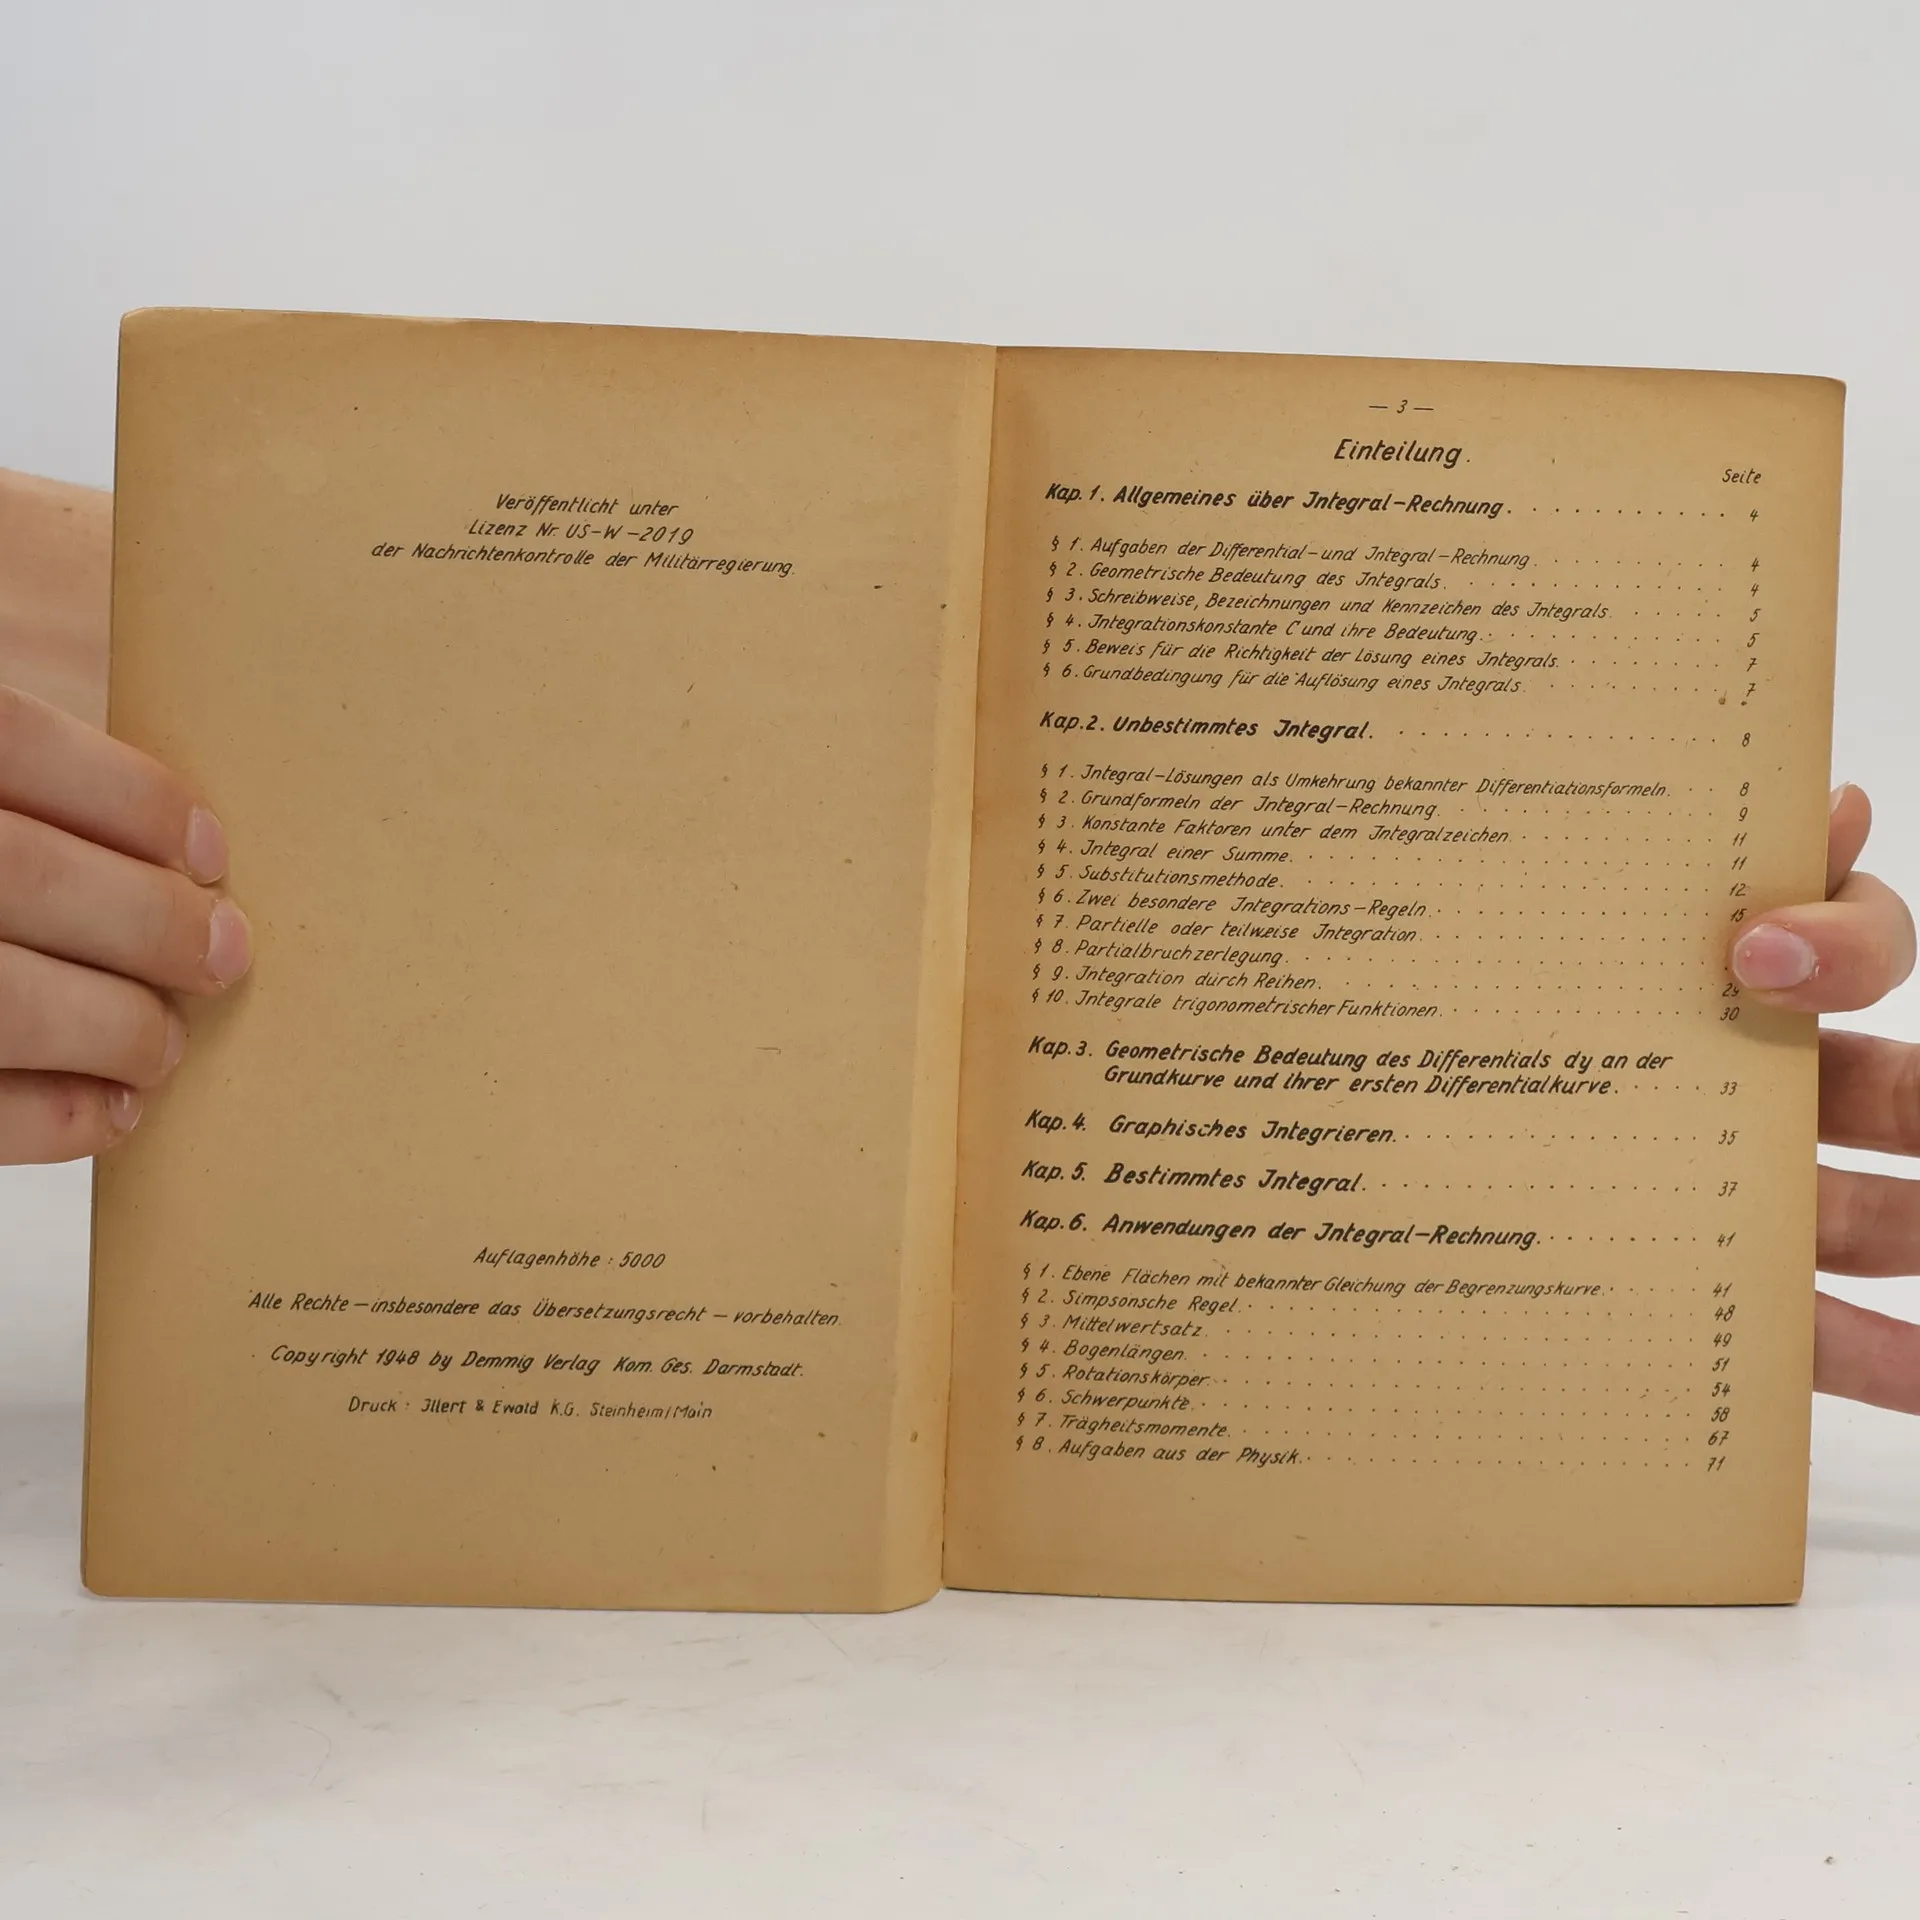 Veröffentlicht unter
Lizenz Nr. US-W-2019
der Nachrichtenkontrolle der Militärregierung.
Auflagenhöhe : 5000
Alle Rechte – insbesondere das Übersetzungsrecht – vorbehalten.
Copyright 1948 by Demmig Verlag Kom. Ges. Darmstadt.
Druck : Jllert & Ewald K.G. Steinheim/Main
— 3 —
Einteilung.
Seite
Kap. 1. Allgemeines über Jntegral-Rechnung. . . . . . . . . . . . 4
§ 1. Aufgaben der Differential- und Jntegral-Rechnung. . . . . . . . . . 4
§ 2. Geometrische Bedeutung des Jntegrals. . . . . . . . . . . . . 4
§ 3. Schreibweise, Bezeichnungen und Kennzeichen des Jntegrals. . . . . . 5
§ 4. Jntegrationskonstante C und ihre Bedeutung. . . . . . . . . . . . 5
§ 5. Beweis für die Richtigkeit der Lösung eines Jntegrals. . . . . . . . . 7
§ 6. Grundbedingung für die Auflösung eines Jntegrals. . . . . . . . . . 7
Kap. 2. Unbestimmtes Jntegral. . . . . . . . . . . . . . . . 8
§ 1. Jntegral-Lösungen als Umkehrung bekannter Differentiationsformeln. . . 8
§ 2. Grundformeln der Jntegral-Rechnung. . . . . . . . . . . . . 9
§ 3. Konstante Faktoren unter dem Jntegralzeichen. . . . . . . . . . . 11
§ 4. Jntegral einer Summe. . . . . . . . . . . . . . . . . . . 11
§ 5. Substitutionsmethode. . . . . . . . . . . . . . . . . . . 12
§ 6. Zwei besondere Jntegrations-Regeln. . . . . . . . . . . . . . 15
§ 7. Partielle oder teilweise Jntegration. . . . . . . . . . . . . .
§ 8. Partialbruchzerlegung. . . . . . . . . . . . . . . . . . .
§ 9. Jntegration durch Reihen. . . . . . . . . . . . . . . . . . 29
§ 10. Jntegrale trigonometrischer Funktionen. . . . . . . . . . . . . 30
Kap. 3. Geometrische Bedeutung des Differentials dy an der
Grundkurve und ihrer ersten Differentialkurve. . . . . . 33
Kap. 4. Graphisches Jntegrieren. . . . . . . . . . . . . . . 35
Kap. 5. Bestimmtes Jntegral. . . . . . . . . . . . . . . . . 37
Kap. 6. Anwendungen der Jntegral-Rechnung. . . . . . . . . 41
§ 1. Ebene Flächen mit bekannter Gleichung der Begrenzungskurve. . . . . . 41
§ 2. Simpsonsche Regel. . . . . . . . . . . . . . . . . . . . 48
§ 3. Mittelwertsatz. . . . . . . . . . . . . . . . . . . . . . 49
§ 4. Bogenlängen. . . . . . . . . . . . . . . . . . . . . . . 51
§ 5. Rotationskörper. . . . . . . . . . . . . . . . . . . . . . 54
§ 6. Schwerpunkte. . . . . . . . . . . . . . . . . . . . . . . 58
§ 7. Trägheitsmomente. . . . . . . . . . . . . . . . . . . . . 67
§ 8. Aufgaben aus der Physik. . . . . . . . . . . . . . . . . . 71